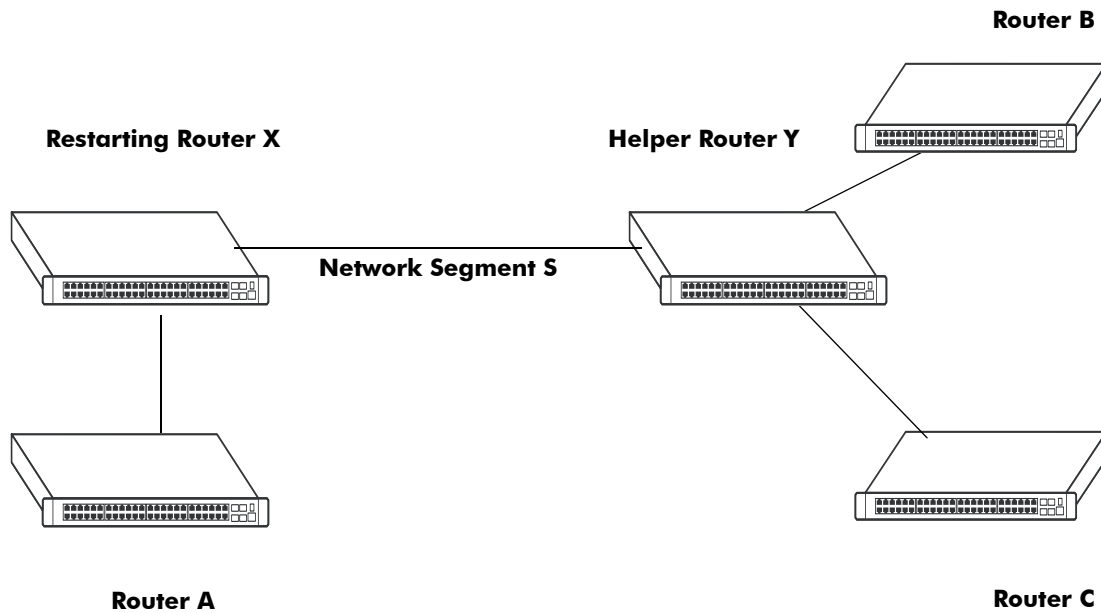 Router B
Restarting Router X
Helper Router Y
Network Segment S
Router A
Router C